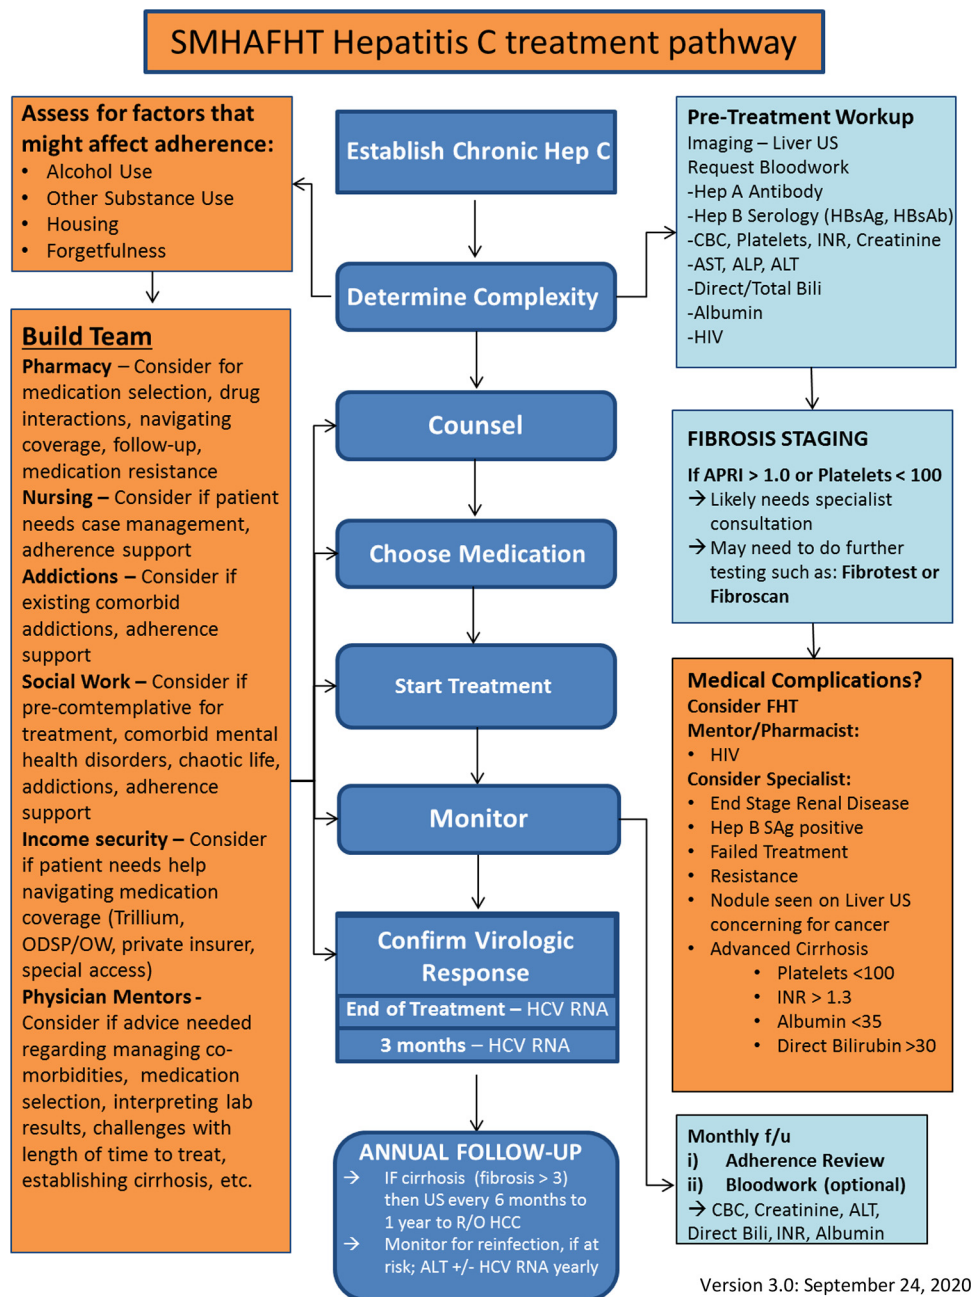 SMHAFHT Hepatitis C treatment pathway
Assess for factors that
might affect adherence:
• Alcohol Use
• Other Substance Use
• Housing
• Forgetfulness
Build Team
Pharmacy – Consider for
medication selection, drug
interactions, navigating
coverage, follow-up,
medication resistance
Nursing – Consider if patient
needs case management,
adherence support
Addictions – Consider if
existing comorbid
addictions, adherence
support
Social Work – Consider if
pre-comtemplative for
treatment, comorbid mental
health disorders, chaotic life,
addictions, adherence
support
Income security – Consider
if patient needs help
navigating medication
coverage (Trillium,
ODSP/OW, private insurer,
special access)
Physician Mentors -
Consider if advice needed
regarding managing co-
morbidities, medication
selection, interpreting lab
results, challenges with
length of time to treat,
establishing cirrhosis, etc.
Establish Chronic Hep C
Determine Complexity
Counsel
Choose Medication
Start Treatment
Monitor
Confirm Virologic
Response
End of Treatment – HCV RNA
3 months – HCV RNA
ANNUAL FOLLOW-UP
→ IF cirrhosis (fibrosis > 3)
then US every 6 months to
1 year to R/O HCC
→ Monitor for reinfection, if at
risk; ALT +/- HCV RNA yearly
Pre-Treatment Workup
Imaging – Liver US
Request Bloodwork
-Hep A Antibody
-Hep B Serology (HBsAg, HBsAb)
-CBC, Platelets, INR, Creatinine
-AST, ALP, ALT
-Direct/Total Bili
-Albumin
-HIV
FIBROSIS STAGING
If APRI > 1.0 or Platelets < 100
→ Likely needs specialist
consultation
→ May need to do further
testing such as: Fibrotest or
Fibroscan
Medical Complications?
Consider FHT
Mentor/Pharmacist:
• HIV
Consider Specialist:
• End Stage Renal Disease
• Hep B SAg positive
• Failed Treatment
• Resistance
• Nodule seen on Liver US
concerning for cancer
• Advanced Cirrhosis
• Platelets <100
• INR > 1.3
• Albumin <35
• Direct Bilirubin >30
Monthly f/u
i) Adherence Review
ii) Bloodwork (optional)
→ CBC, Creatinine, ALT,
Direct Bili, INR, Albumin
Version 3.0: September 24, 2020